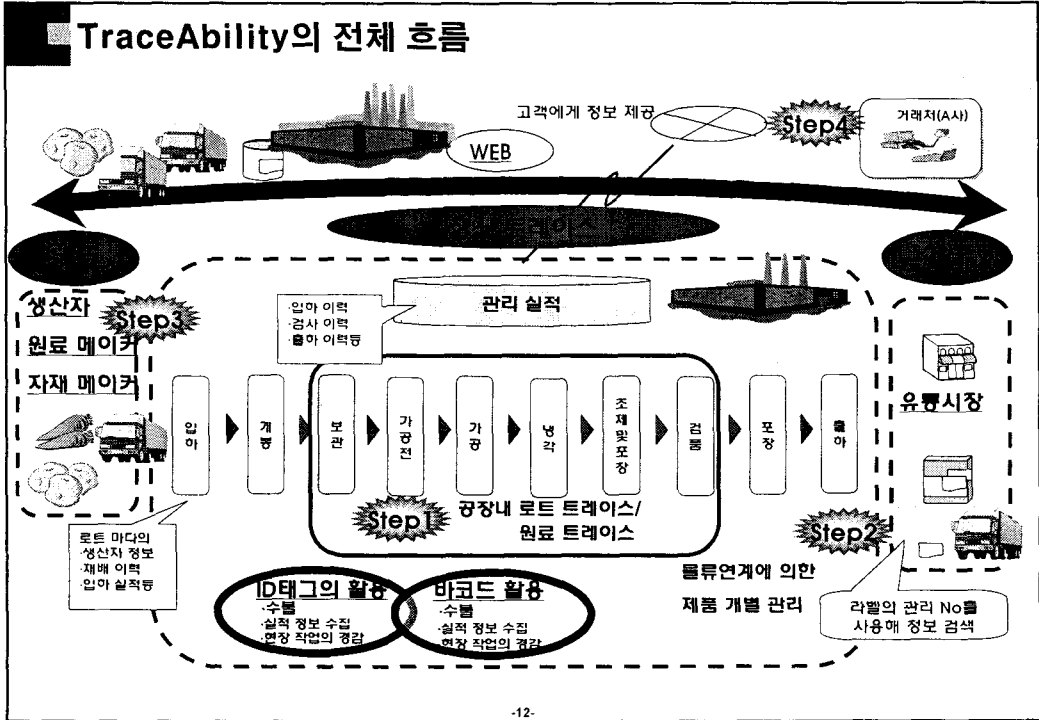 TraceAbility의 전체 흐름
고객에게 정보 제공
Step4
거래처(A사)
WEB
레이스
생산자
Step3
원료 메이커
자재 메이커
·입하 이력
·검사 이력
·출하 이력등
관리 실적
입하
개봉
보관
가공전
가공
냉각
조제및포장
검품
포장
출하
유통시장
Step1
공장내 로트 트레이스/
원료 트레이스
Step2
물류연계에 의한
제품 개별 관리
로트 마다의
·생산자 정보
·재배 이력
·입하 실적등
ID태그의 활용
·수불
·실적 정보 수집
·현장 작업의 경감
바코드 활용
·수불
·실적 정보 수집
·현장 작업의 경감
라벨의 관리 No를
사용해 정보 검색
-12-